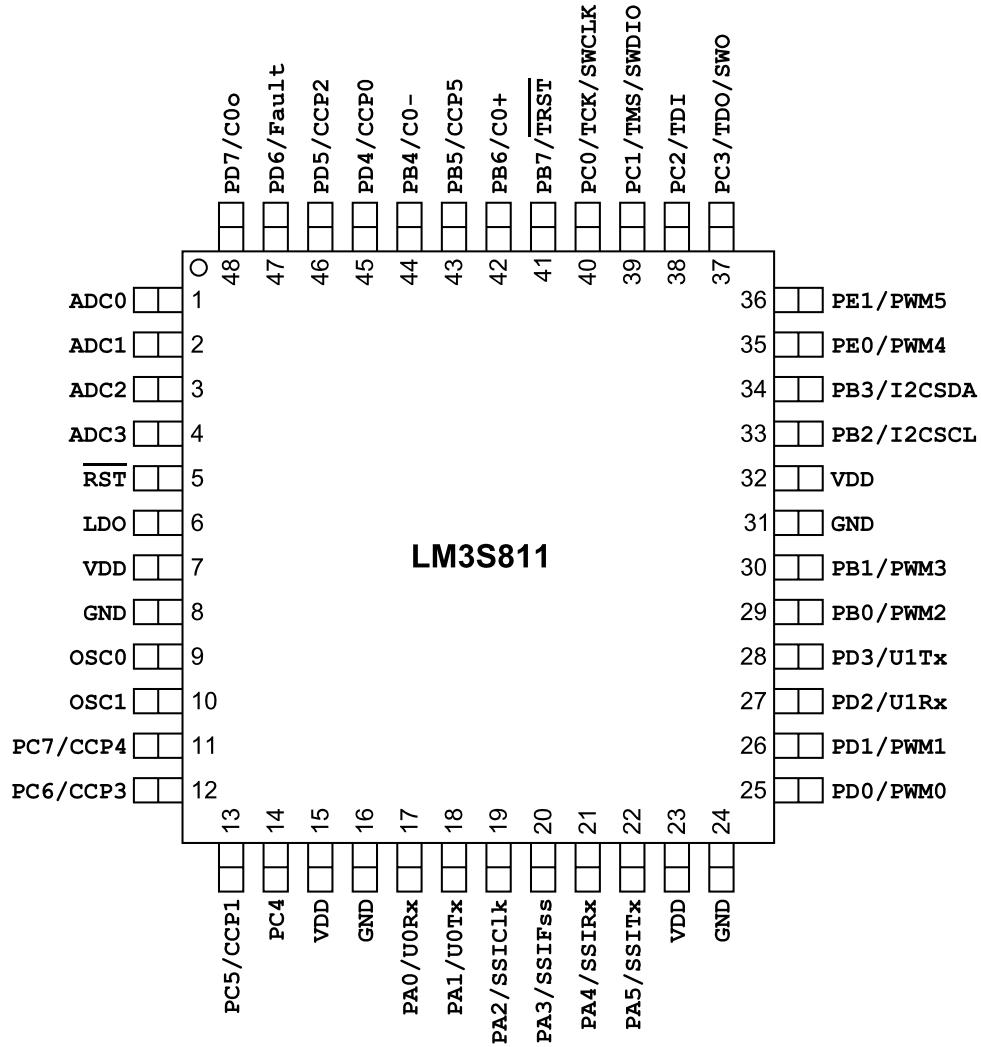 PD7/C0o
PD6/Fault
PD5/CCP2
PD4/CCP0
PB4/C0-
PB5/CCP5
PB6/C0+
PB7/TRST
PC0/TCK/SWCLK
PC1/TMS/SWDIO
PC2/TDI
PC3/TDO/SWO
48 47 46 45 44 43 42 41 40 39 38 37
ADC0 1
ADC1 2
ADC2 3
ADC3 4
RST 5
LDO 6
VDD 7
GND 8
OSC0 9
OSC1 10
PC7/CCP4 11
PC6/CCP3 12
LM3S811
36 PE1/PWM5
35 PE0/PWM4
34 PB3/I2CSDA
33 PB2/I2CSCL
32 VDD
31 GND
30 PB1/PWM3
29 PB0/PWM2
28 PD3/U1Tx
27 PD2/U1Rx
26 PD1/PWM1
25 PD0/PWM0
13 14 15 16 17 18 19 20 21 22 23 24
PC5/CCP1
PC4
VDD
GND
PA0/U0Rx
PA1/U0Tx
PA2/SSIClk
PA3/SSIFss
PA4/SSIRx
PA5/SSITx
VDD
GND